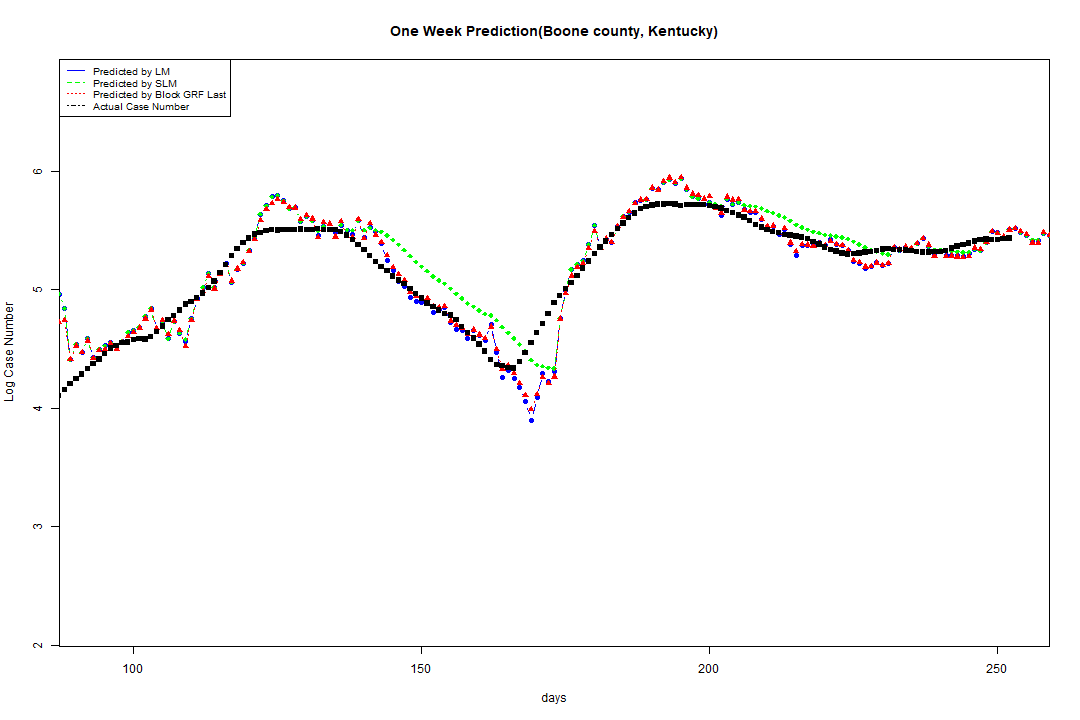 One Week Prediction(Boone county, Kentucky)
Predicted by LM
Predicted by SLM
Predicted by Block GRF Last
Actual Case Number
6
5
4
3
2
Log Case Number
100 150 200 250
days